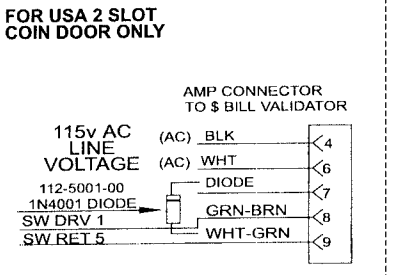 FOR USA 2 SLOT
COIN DOOR ONLY
AMP CONNECTOR
TO $ BILL VALIDATOR
115v AC
LINE
VOLTAGE
(AC) BLK 4
(AC) WHT 6
DIODE 7
112-5001-00
1N4001 DIODE
GRN-BRN 8
SW DRV 1
WHT-GRN 9
SW RET 5